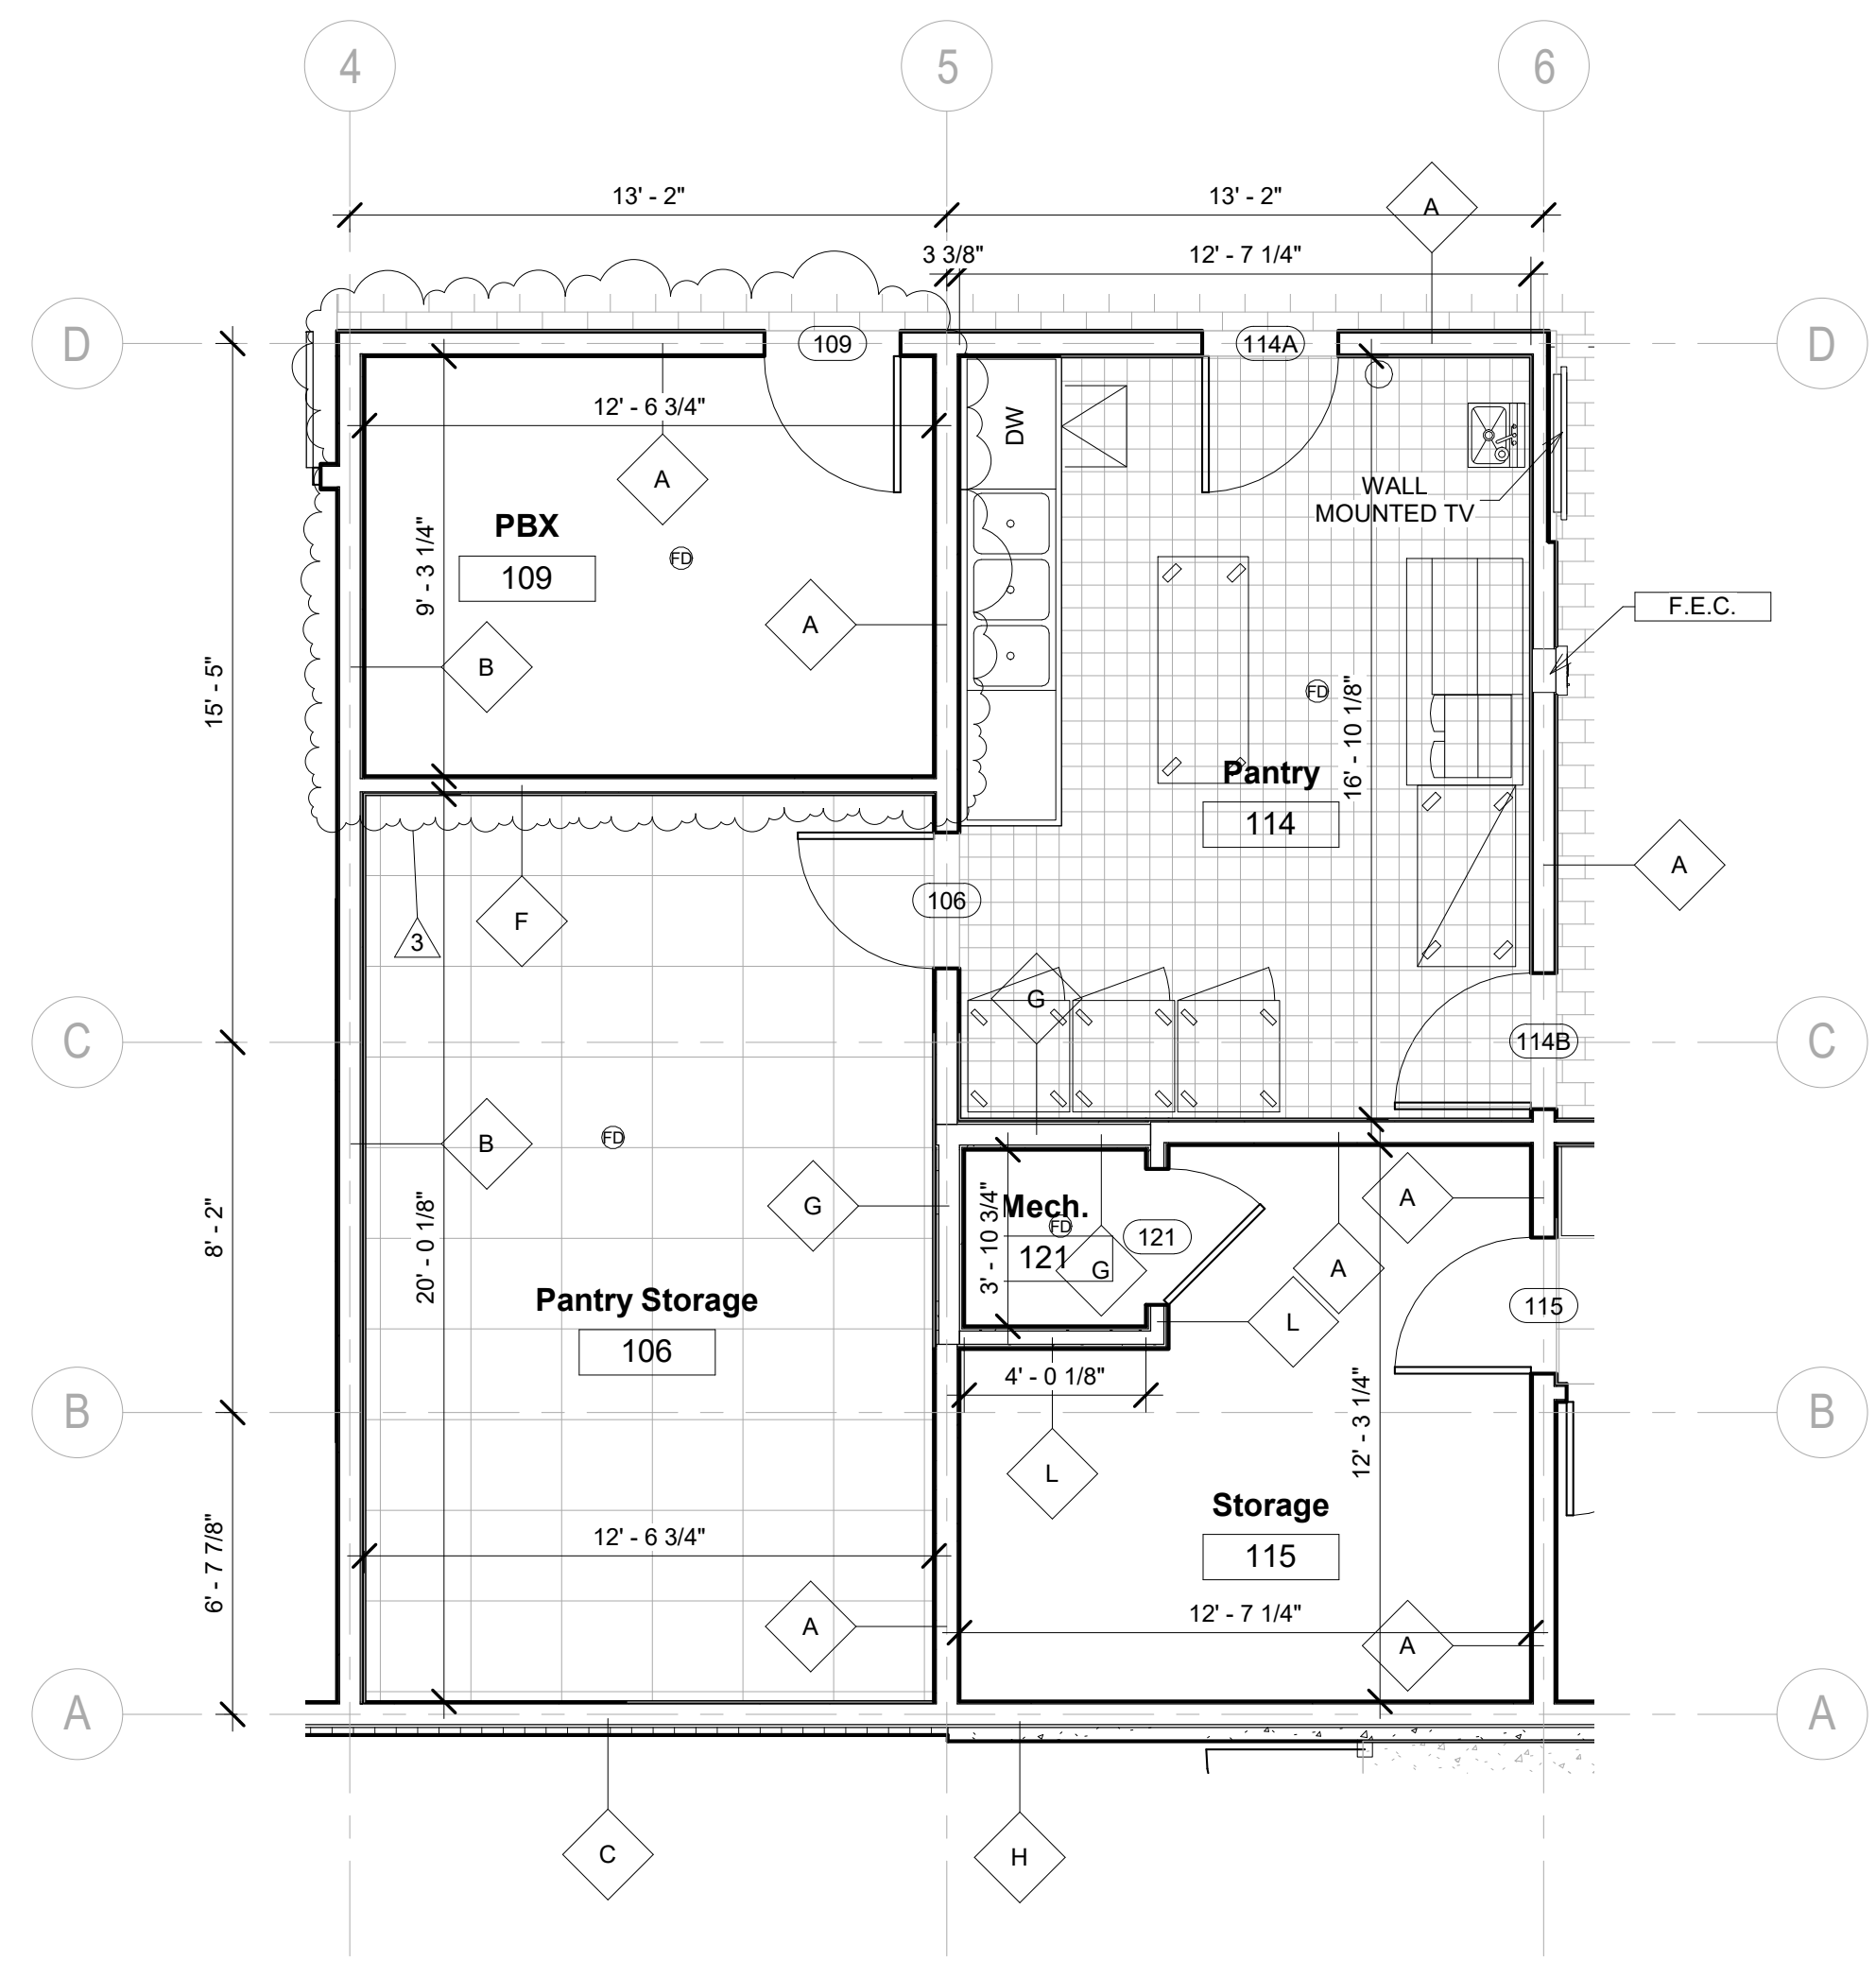 4
5
6
13' - 2"
13' - 2"
A
3 3/8"
12' - 7 1/4"
D
109
114A
D
12' - 6 3/4"
DW
A
WALL
MOUNTED TV
PBX
109
FD
9' - 3 1/4"
A
F.E.C.
B
15' - 5"
FD
16' - 10 1/8"
Pantry
114
A
106
F
3
G
C
114B
C
B
FD
A
G
Mech.
FD
121
121
3' - 10 3/4"
G
A
8' - 2"
20' - 0 1/8"
Pantry Storage
106
L
115
4' - 0 1/8"
B
12' - 3 1/4"
B
L
Storage
115
12' - 6 3/4"
6' - 7 7/8"
12' - 7 1/4"
A
A
A
A
C
H